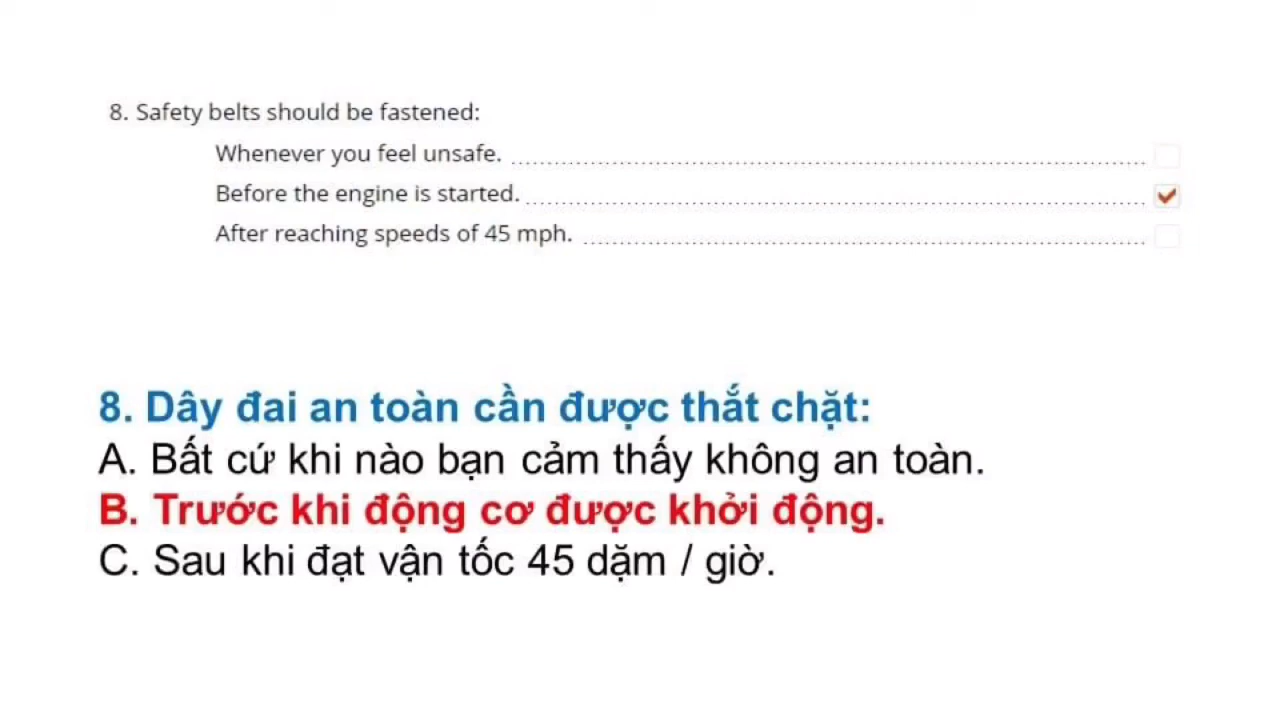 8. Safety belts should be fastened:
Whenever you feel unsafe.
Before the engine is started.
After reaching speeds of 45 mph.
8. Dây đai an toàn cần được thắt chặt:
A. Bất cứ khi nào bạn cảm thấy không an toàn.
B. Trước khi động cơ được khởi động.
C. Sau khi đạt vận tốc 45 dặm / giờ.